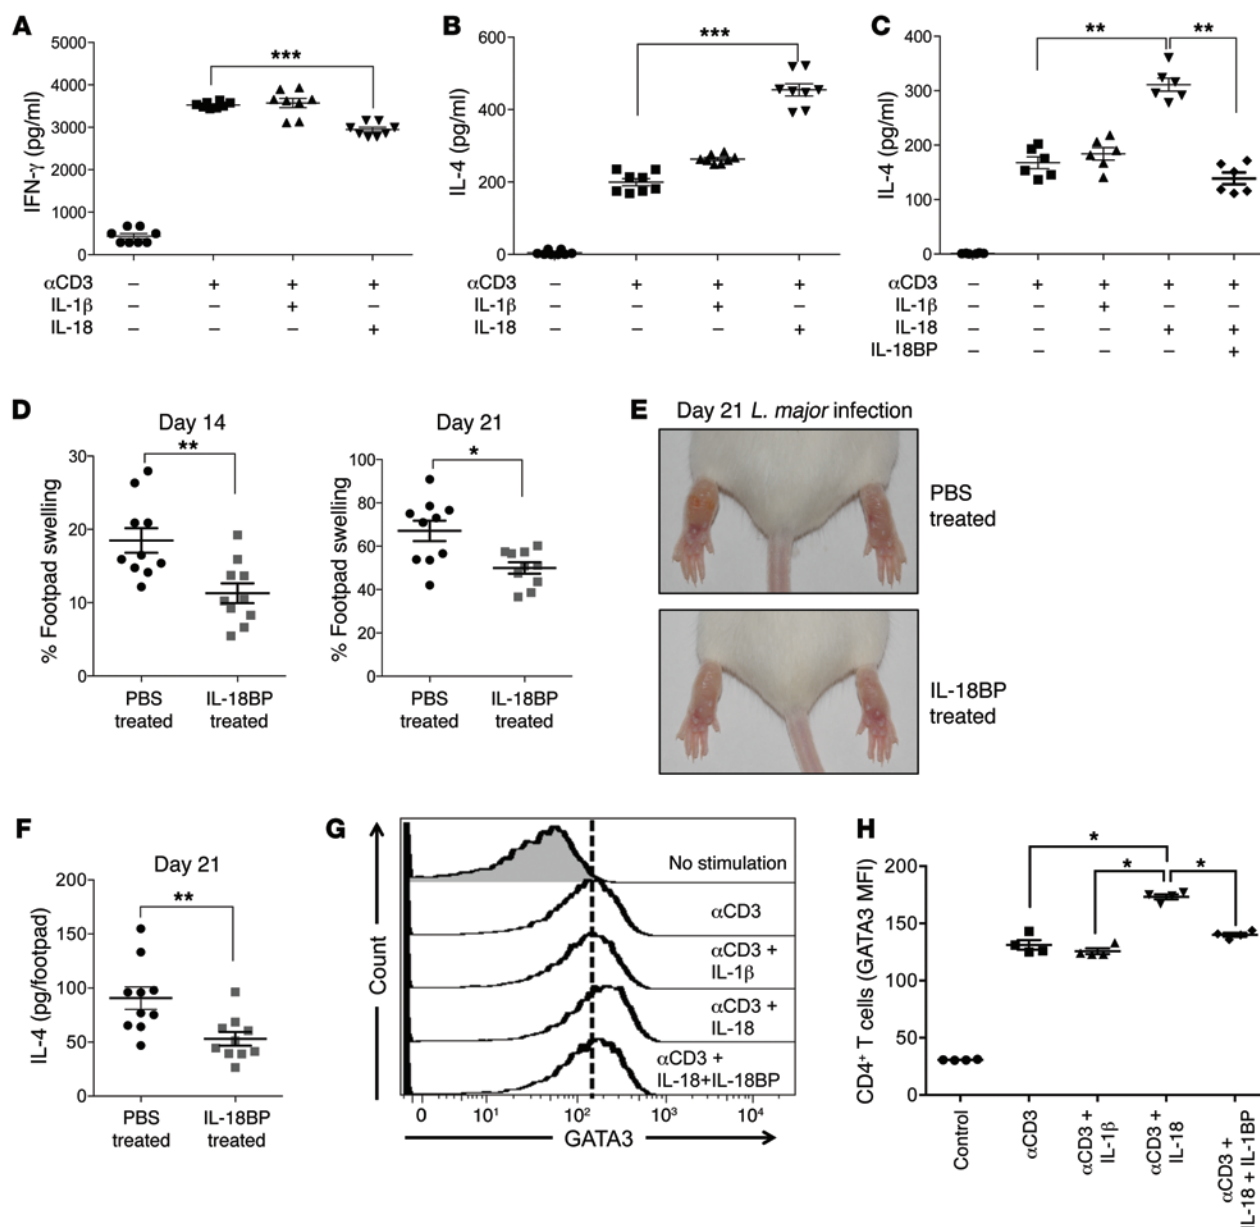 A
IFN-γ (pg/ml)
5000
4000
3000
2000
1000
0
***
αCD3 – + + +
IL-1β – – + –
IL-18 – – – +
B
IL-4 (pg/ml)
600
400
200
0
***
αCD3 – + + +
IL-1β – – + –
IL-18 – – – +
C
IL-4 (pg/ml)
400
300
200
100
0
** **
αCD3 – + + + +
IL-1β – – + – –
IL-18 – – – + +
IL-18BP – – – – +
D
Day 14
% Footpad swelling
30
20
10
0
**
PBS
treated
IL-18BP
treated
Day 21
% Footpad swelling
100
80
60
40
20
0
*
PBS
treated
IL-18BP
treated
E
Day 21 L. major infection
PBS
treated
IL-18BP
treated
F
Day 21
IL-4 (pg/footpad)
200
150
100
50
0
**
PBS
treated
IL-18BP
treated
G
Count
No stimulation
αCD3
αCD3 +
IL-1β
αCD3 +
IL-18
αCD3 +
IL-18+IL-18BP
0 10¹ 10² 10³ 10⁴
GATA3
H
CD4⁺ T cells (GATA3 MFI)
200
150
100
50
0
*
* *
Control
αCD3
αCD3 +
IL-1β
αCD3 +
IL-18
αCD3 +
IL-18 + IL-1BP